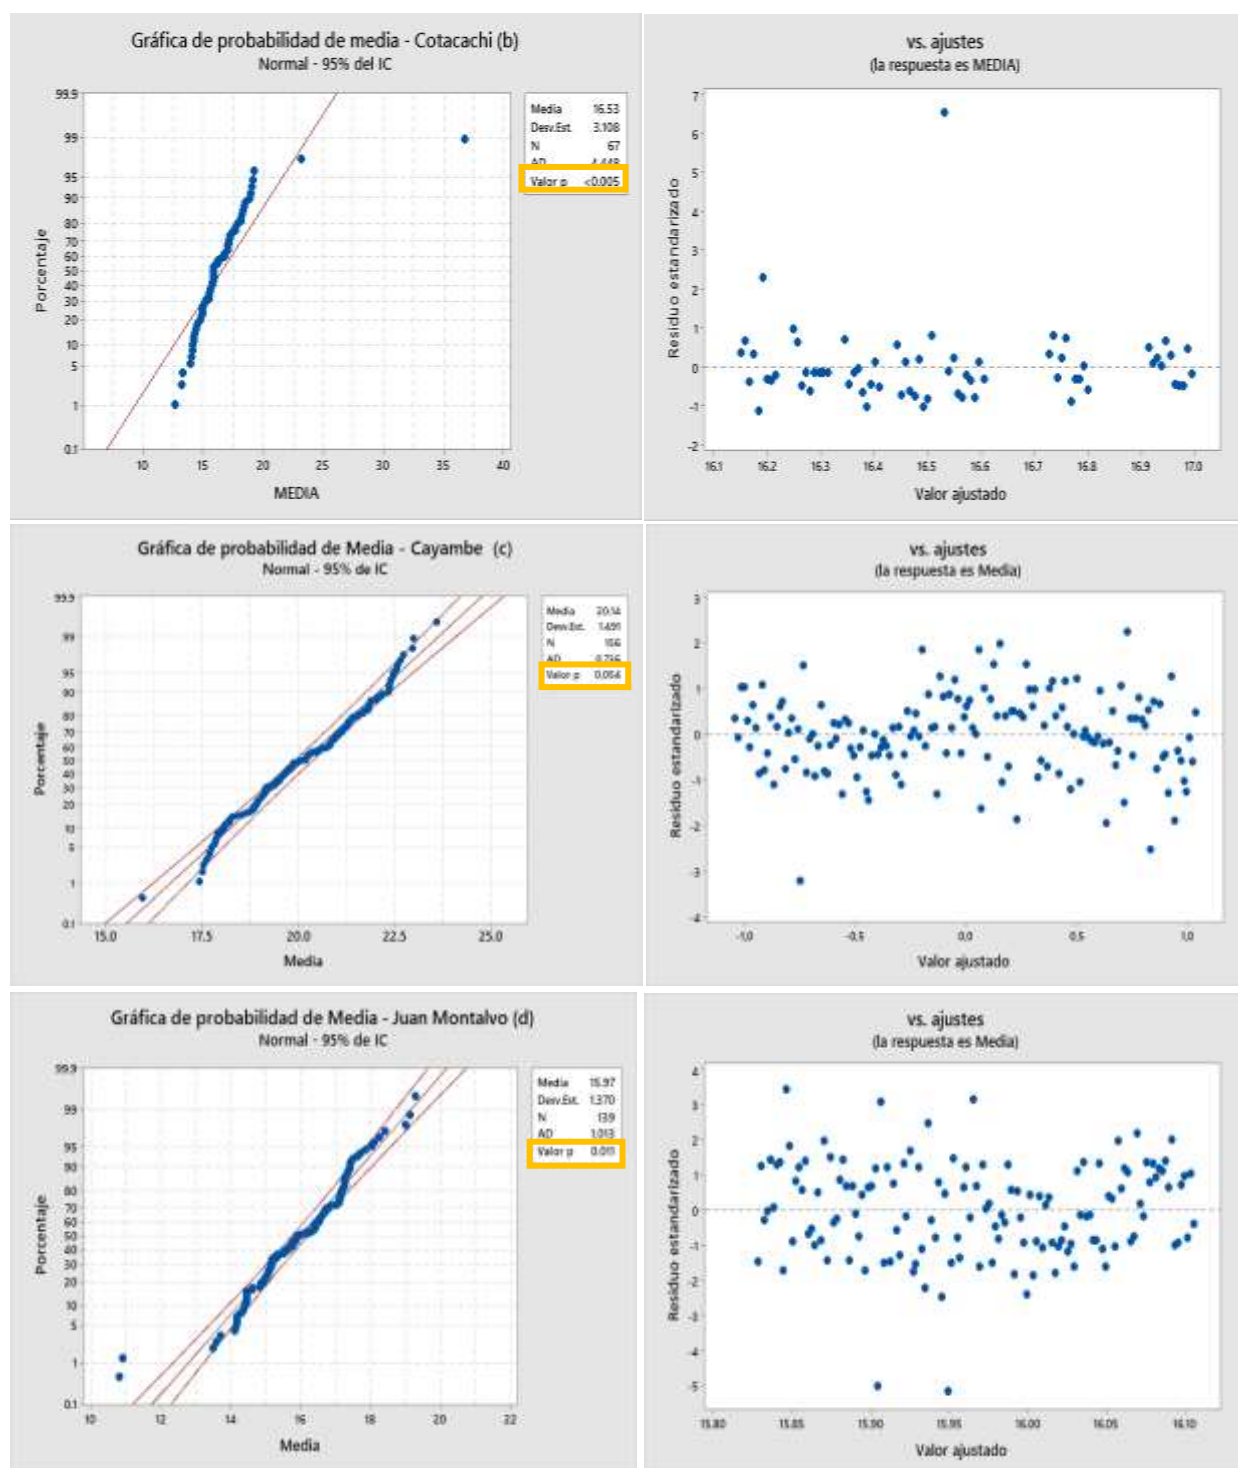 Gráfica de probabilidad de media - Cotacachi (b)
Normal - 95% del IC
99.9
99
95
90
80
70
60
50
40
30
20
10
5
1
0.1
Porcentaje
10 15 20 25 30 35 40
MEDIA
Media 16.53
Desv.Est. 3.108
N 67
AD 4.448
Valor p <0.005
vs. ajustes
(la respuesta es MEDIA)
7
6
5
4
3
2
1
0
-1
-2
Residuo estandarizado
16.1 16.2 16.3 16.4 16.5 16.6 16.7 16.8 16.9 17.0
Valor ajustado
Gráfica de probabilidad de Media - Cayambe (c)
Normal - 95% de IC
99.9
99
95
90
80
70
60
50
40
30
20
10
5
1
0.1
Porcentaje
15.0 17.5 20.0 22.5 25.0
Media
Media 20.14
Desv.Est. 1.491
N 156
AD 0.736
Valor p 0.054
vs. ajustes
(la respuesta es Media)
3
2
1
0
-1
-2
-3
-4
Residuo estandarizado
-1,0 -0,5 0,0 0,5 1,0
Valor ajustado
Gráfica de probabilidad de Media - Juan Montalvo (d)
Normal - 95% de IC
99.9
99
95
90
80
70
60
50
40
30
20
10
5
1
0.1
Porcentaje
10 12 14 16 18 20 22
Media
Media 15.97
Desv.Est. 1.370
N 139
AD 1.013
Valor p 0.011
vs. ajustes
(la respuesta es Media)
4
3
2
1
0
-1
-2
-3
-4
-5
Residuo estandarizado
15.80 15.85 15.90 15.95 16.00 16.05 16.10
Valor ajustado